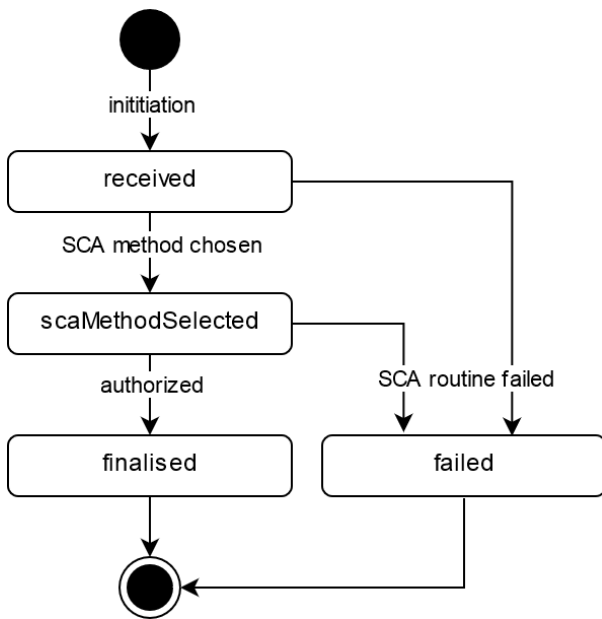 inititiation
received
SCA method chosen
scaMethodSelected
authorized
SCA routine failed
finalised
failed